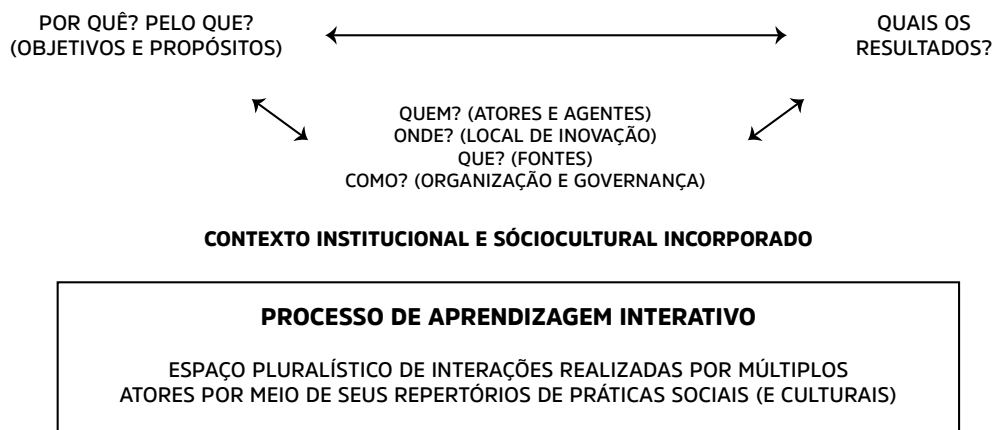 POR QUÊ? PELO QUE?
(OBJETIVOS E PROPÓSITOS)
QUAIS OS
RESULTADOS?
QUEM? (ATORES E AGENTES)
ONDE? (LOCAL DE INOVAÇÃO)
QUE? (FONTES)
COMO? (ORGANIZAÇÃO E GOVERNANÇA)
CONTEXTO INSTITUCIONAL E SÓCIOCULTURAL INCORPORADO
PROCESSO DE APRENDIZAGEM INTERATIVO
ESPAÇO PLURALÍSTICO DE INTERAÇÕES REALIZADAS POR MÚLTIPLOS
ATORES POR MEIO DE SEUS REPERTÓRIOS DE PRÁTICAS SOCIAIS (E CULTURAIS)